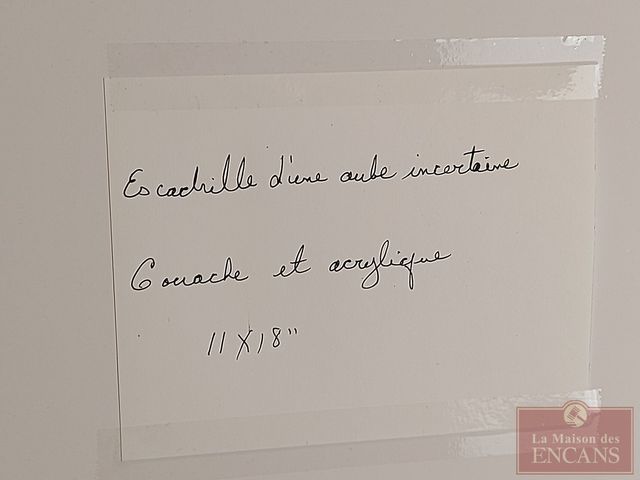 Escadrille d'une aube incertaine
Gouache et acrylique
11 X 18"
La Maison des
ENCANS